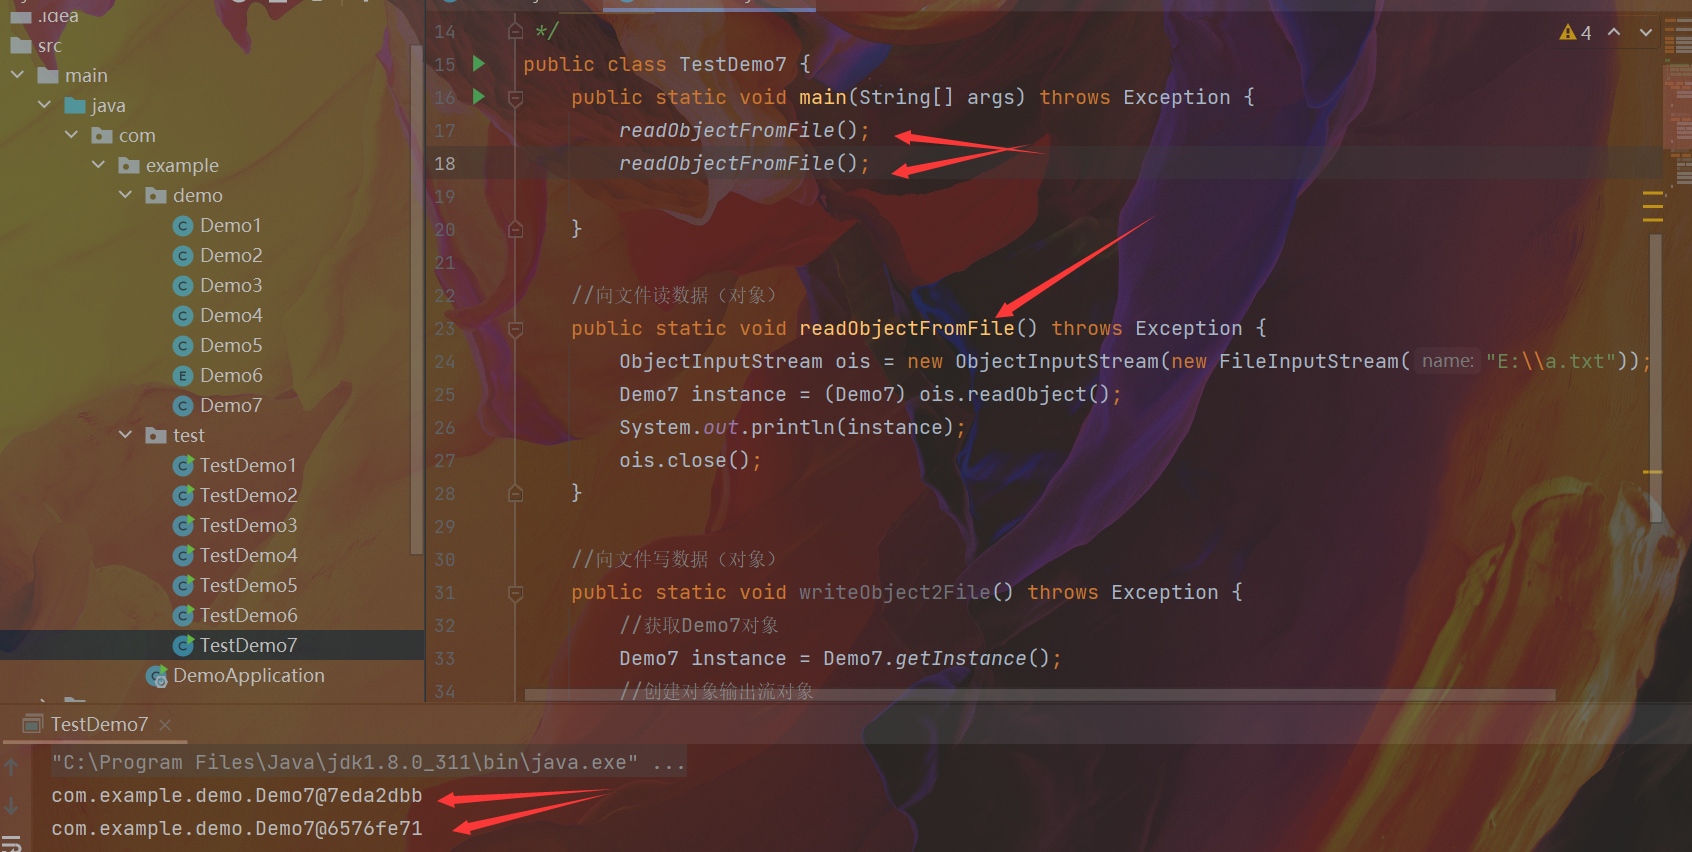 .idea
src
main
java
com
example
demo
Demo1
Demo2
Demo3
Demo4
Demo5
Demo6
Demo7
test
TestDemo1
TestDemo2
TestDemo3
TestDemo4
TestDemo5
TestDemo6
TestDemo7
DemoApplication
4
14 */
15 public class TestDemo7 {
16 public static void main(String[] args) throws Exception {
17 readObjectFromFile();
18 readObjectFromFile();
19
20 }
21
22 //向文件读数据（对象）
23 public static void readObjectFromFile() throws Exception {
24 ObjectInputStream ois = new ObjectInputStream(new FileInputStream( name: "E:\\a.txt"));
25 Demo7 instance = (Demo7) ois.readObject();
26 System.out.println(instance);
27 ois.close();
28 }
29
30 //向文件写数据（对象）
31 public static void writeObject2File() throws Exception {
32 //获取Demo7对象
33 Demo7 instance = Demo7.getInstance();
34 //创建对象输出流对象
TestDemo7
"C:\Program Files\Java\jdk1.8.0_311\bin\java.exe" ...
com.example.demo.Demo7@7eda2dbb
com.example.demo.Demo7@6576fe71